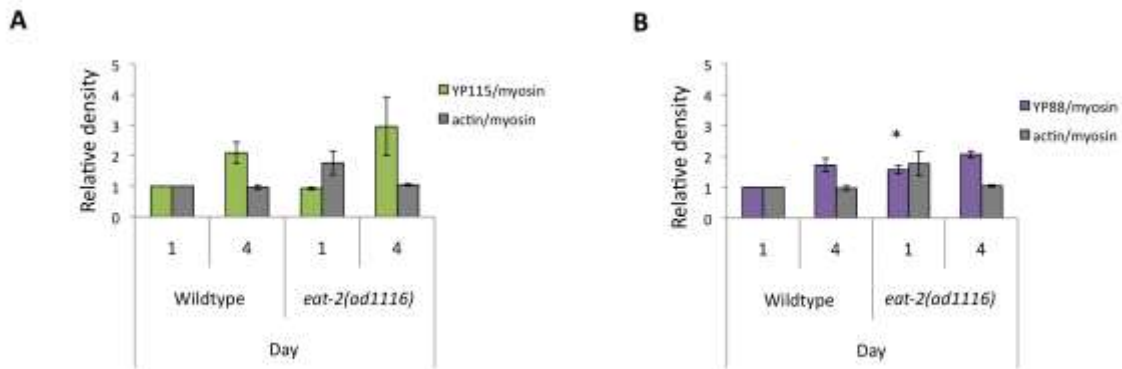 A
5
4
3
2
1
0
Relative density
YP115/myosin
actin/myosin
1 4 1 4
Wildtype eat-2(ad1116)
Day
B
5
4
3
2
1
0
Relative density
YP88/myosin
actin/myosin
*
1 4 1 4
Wildtype eat-2(ad1116)
Day